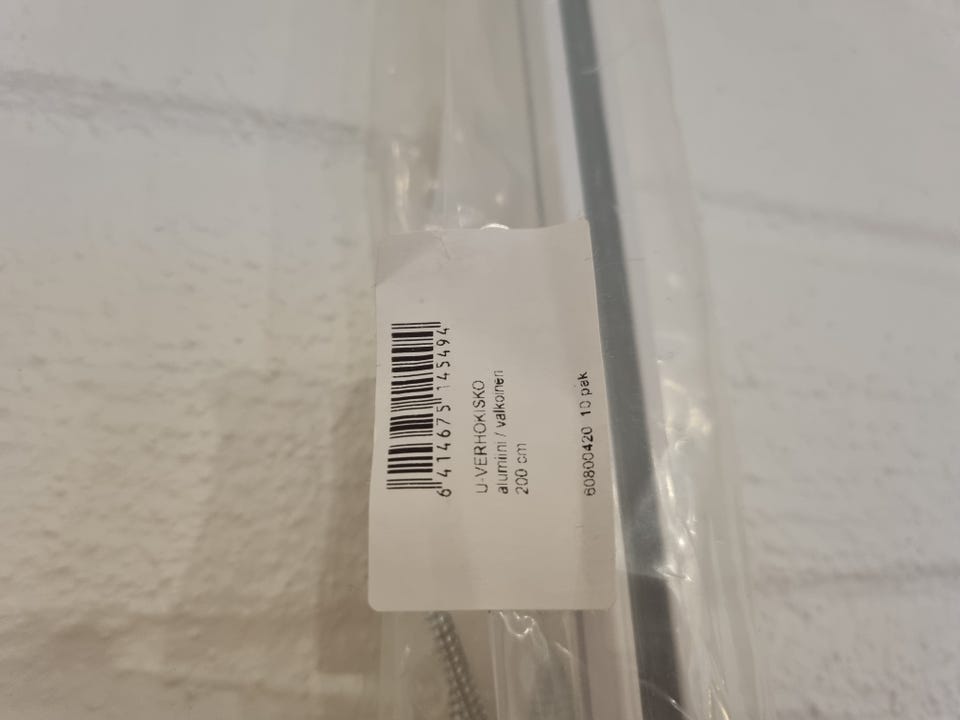 6 414675 145494
U-VERHOKISKO
alumiini / valkoinen
200 cm
60800420 10 pak